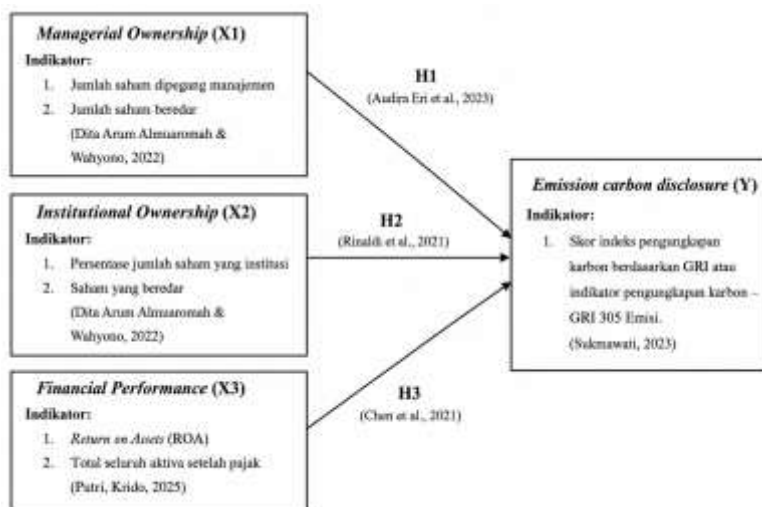 Managerial Ownership (X1)
Indikator:
1. Jumlah saham dipegang manajemen
2. Jumlah saham beredar
(Dita Arum Almuaromah &
Wahyono, 2022)
Institutional Ownership (X2)
Indikator:
1. Persentase jumlah saham yang institusi
2. Saham yang beredar
(Dita Arum Almuaromah &
Wahyono, 2022)
Financial Performance (X3)
Indikator:
1. Return on Assets (ROA)
2. Total seluruh aktiva setelah pajak
(Putri, Krido, 2025)
H1
(Audira Eri et al., 2023)
H2
(Rinaldi et al., 2021)
H3
(Chen et al., 2021)
Emission carbon disclosure (Y)
Indikator:
1. Skor indeks pengungkapan
karbon berdasarkan GRI atau
indikator pengungkapan karbon –
GRI 305 Emisi.
(Sukmawati, 2023)